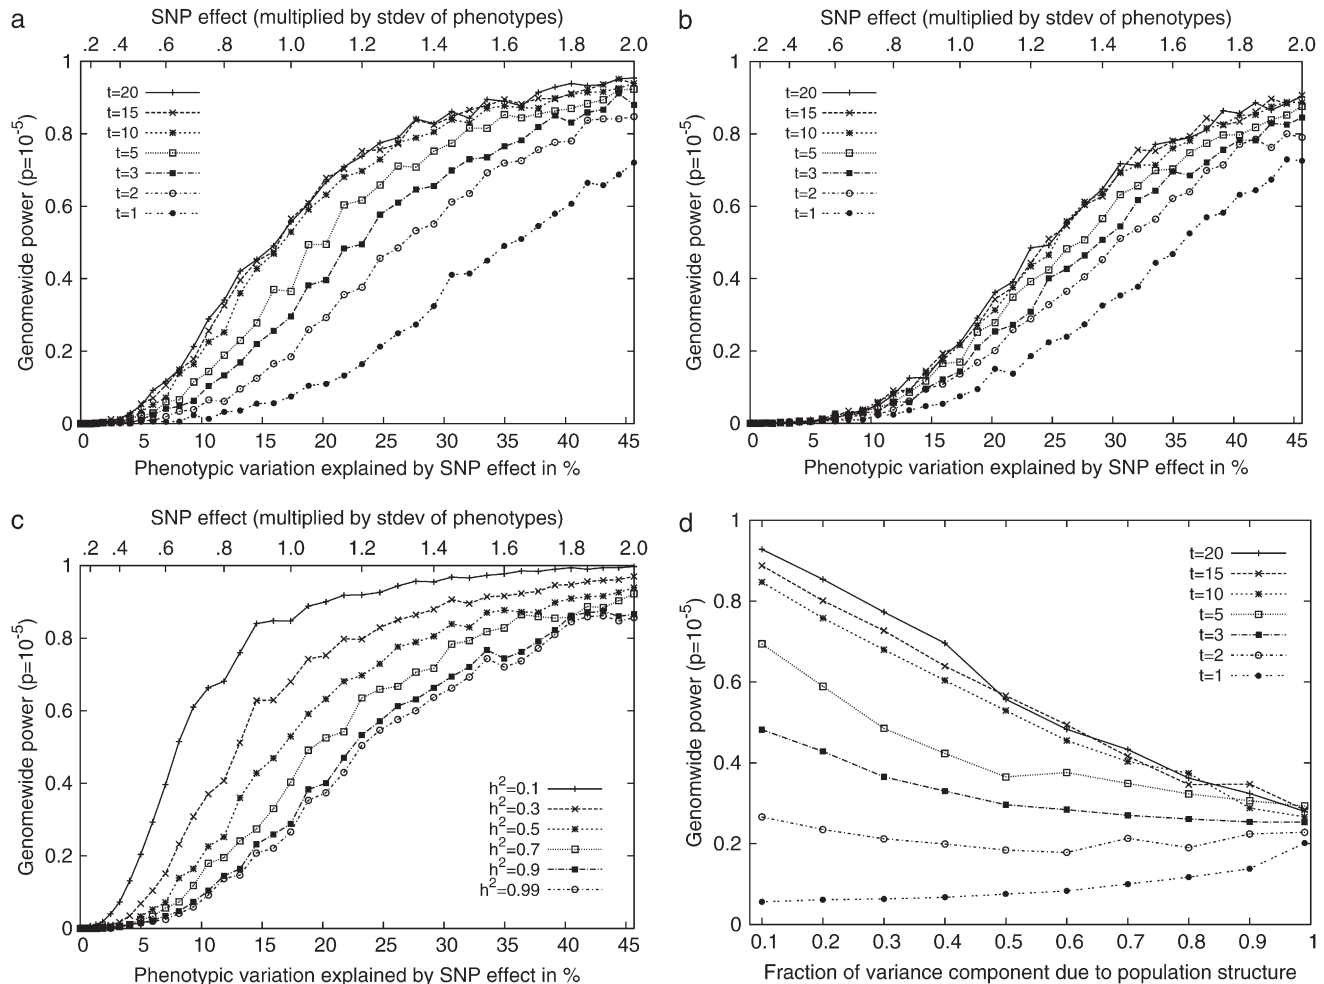 a
SNP effect (multiplied by stdev of phenotypes)
.2 .4 .6 .8 1.0 1.2 1.4 1.6 1.8 2.0
Genomewide power (p=10^-5)
1
0.8
0.6
0.4
0.2
0
t=20
t=15
t=10
t=5
t=3
t=2
t=1
0 5 10 15 20 25 30 35 40 45
Phenotypic variation explained by SNP effect in %
b
SNP effect (multiplied by stdev of phenotypes)
.2 .4 .6 .8 1.0 1.2 1.4 1.6 1.8 2.0
Genomewide power (p=10^-5)
1
0.8
0.6
0.4
0.2
0
t=20
t=15
t=10
t=5
t=3
t=2
t=1
0 5 10 15 20 25 30 35 40 45
Phenotypic variation explained by SNP effect in %
c
SNP effect (multiplied by stdev of phenotypes)
.2 .4 .6 .8 1.0 1.2 1.4 1.6 1.8 2.0
Genomewide power (p=10^-5)
1
0.8
0.6
0.4
0.2
0
h^2=0.1
h^2=0.3
h^2=0.5
h^2=0.7
h^2=0.9
h^2=0.99
0 5 10 15 20 25 30 35 40 45
Phenotypic variation explained by SNP effect in %
d
Genomewide power (p=10^-5)
1
0.8
0.6
0.4
0.2
0
t=20
t=15
t=10
t=5
t=3
t=2
t=1
0.1 0.2 0.3 0.4 0.5 0.6 0.7 0.8 0.9 1
Fraction of variance component due to population structure